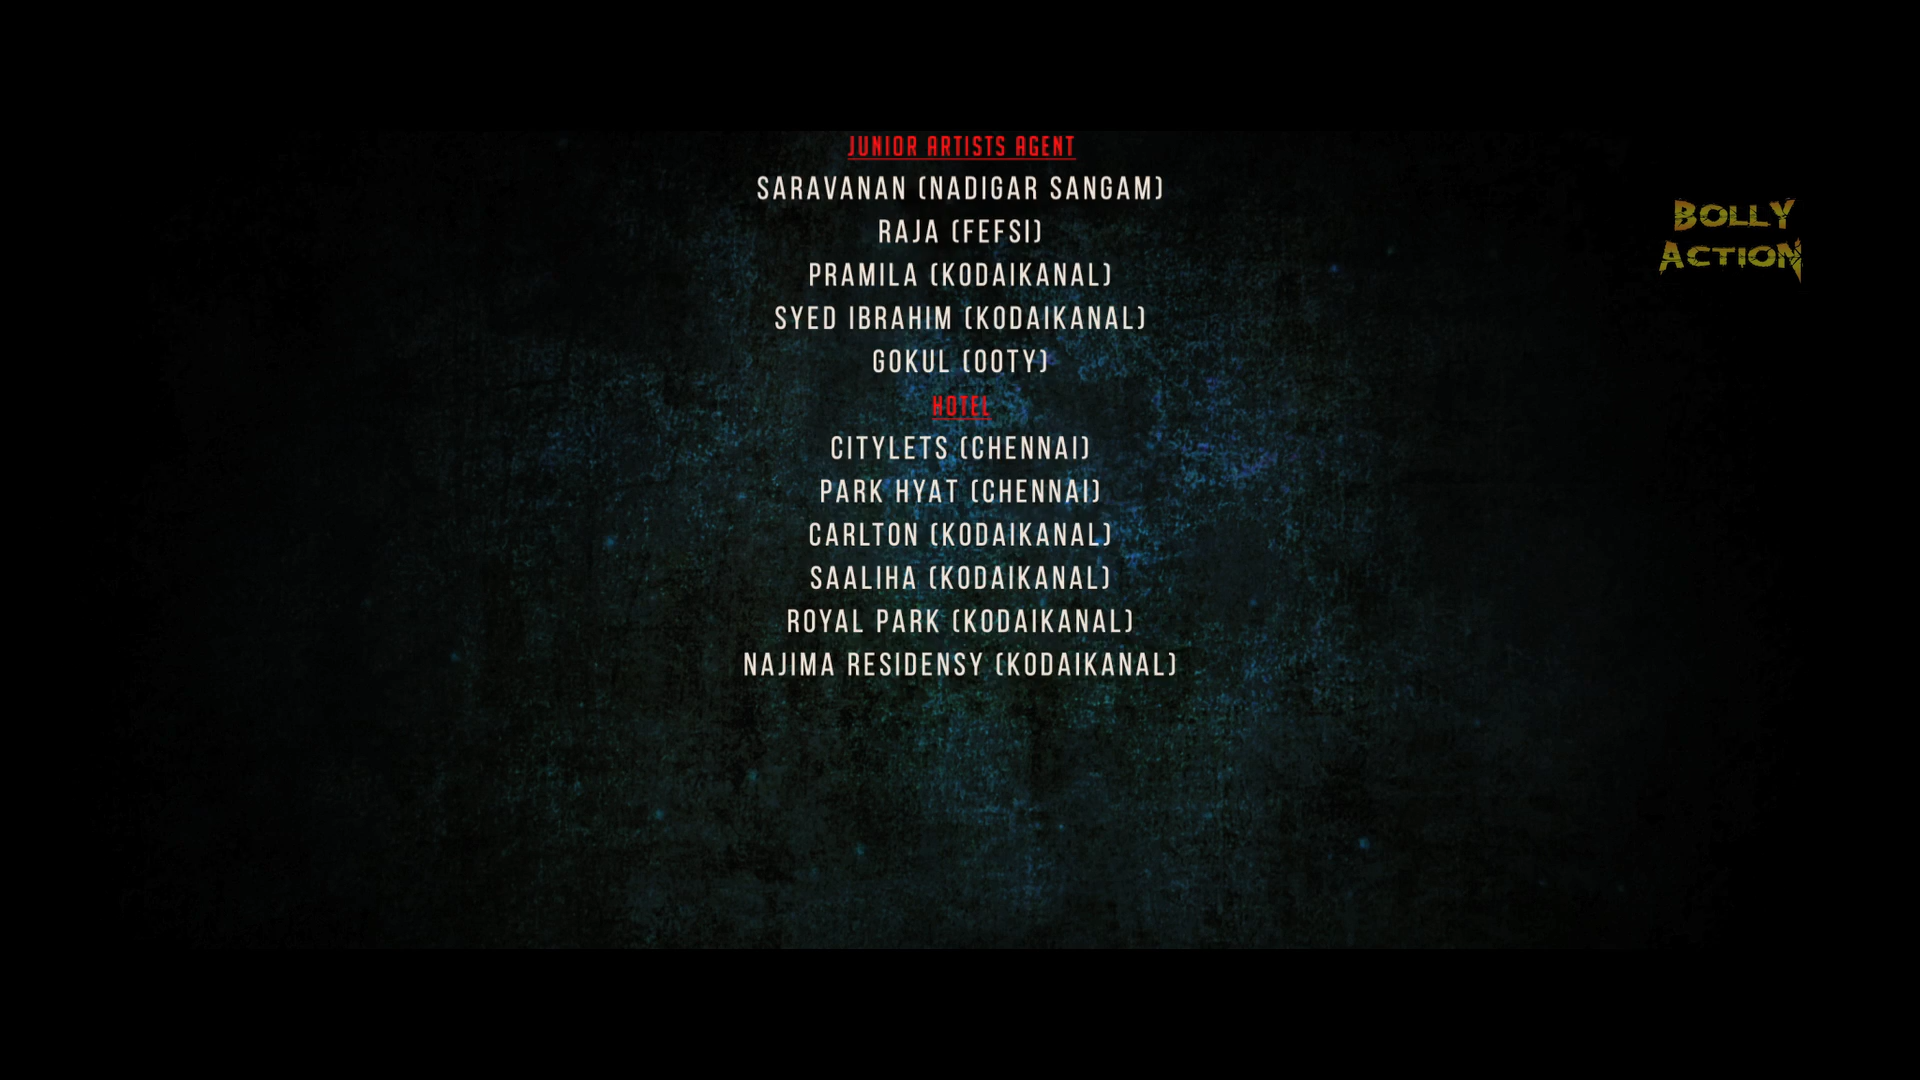 JUNIOR ARTISTS AGENT
SARAVANAN (NADIGAR SANGAM)
RAJA (FEFSI)
PRAMILA (KODAIKANAL)
SYED IBRAHIM (KODAIKANAL)
GOKUL (OOTY)
HOTEL
CITYLETS (CHENNAI)
PARK HYAT (CHENNAI)
CARLTON (KODAIKANAL)
SAALIHA (KODAIKANAL)
ROYAL PARK (KODAIKANAL)
NAJIMA RESIDENSY (KODAIKANAL)
BOLLY
ACTION